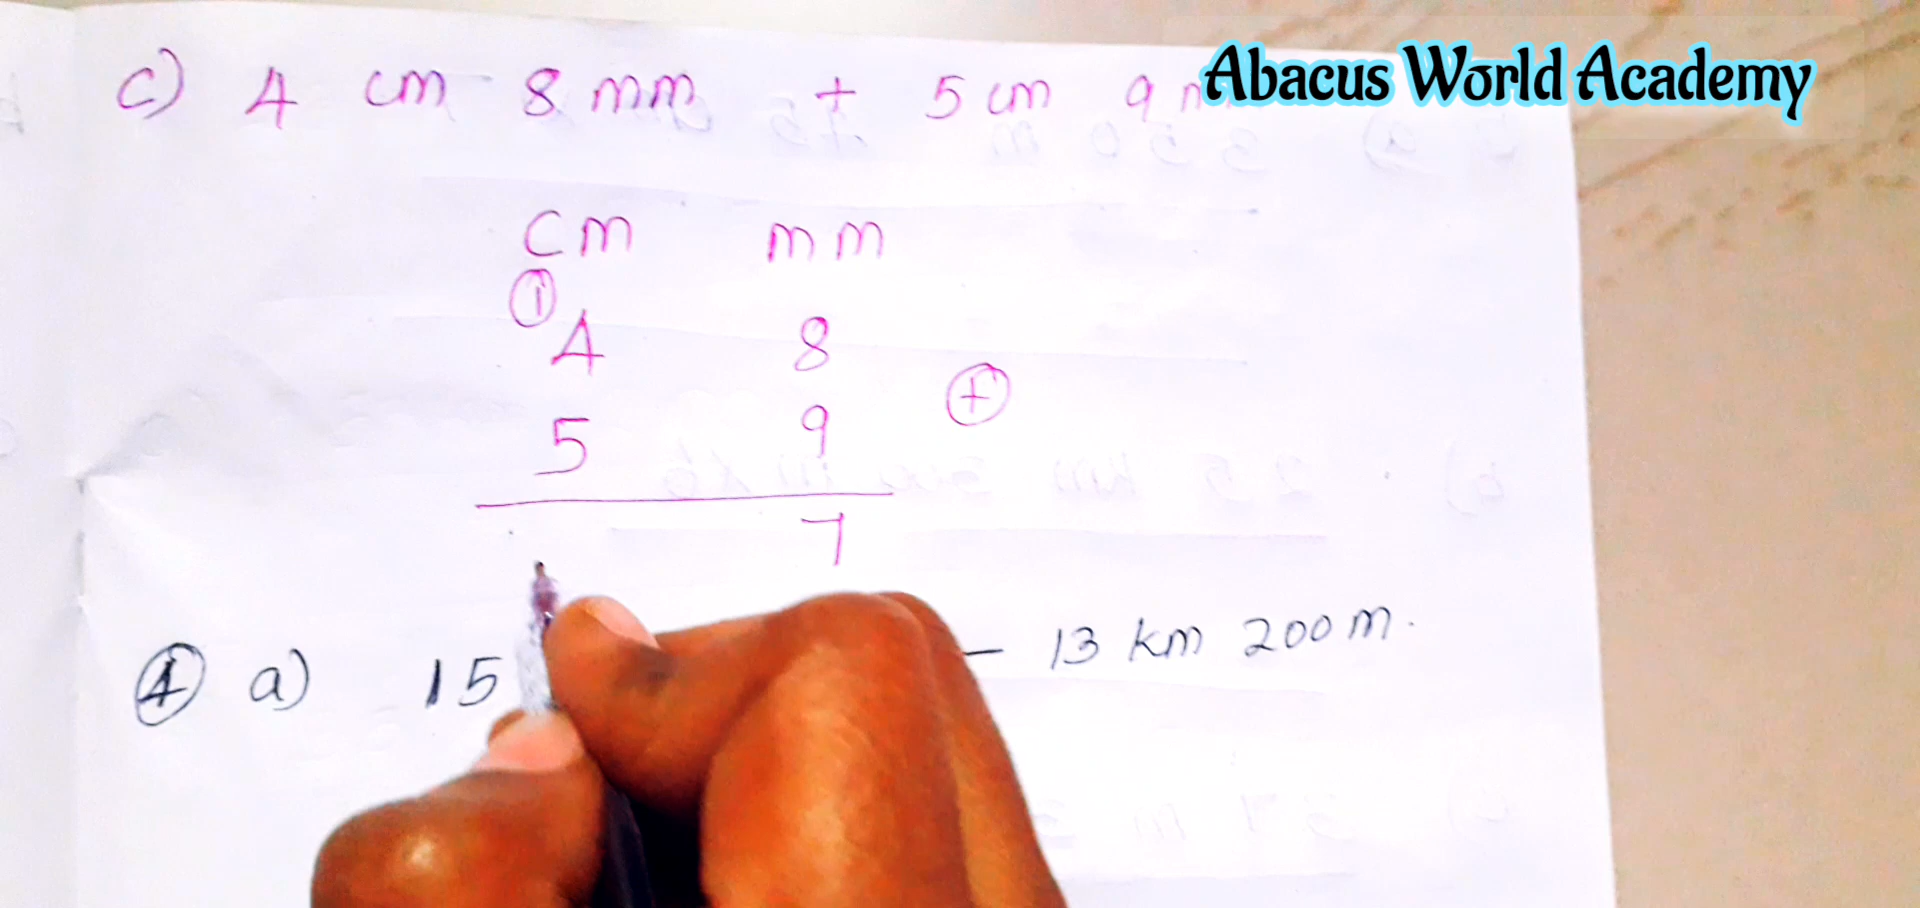 Abacus World Academy
c) 4 cm 8 mm + 5 cm 9
cm mm
①
4 8
5 9 ⊕
7
④ a) 15 – 13 km 200 m.